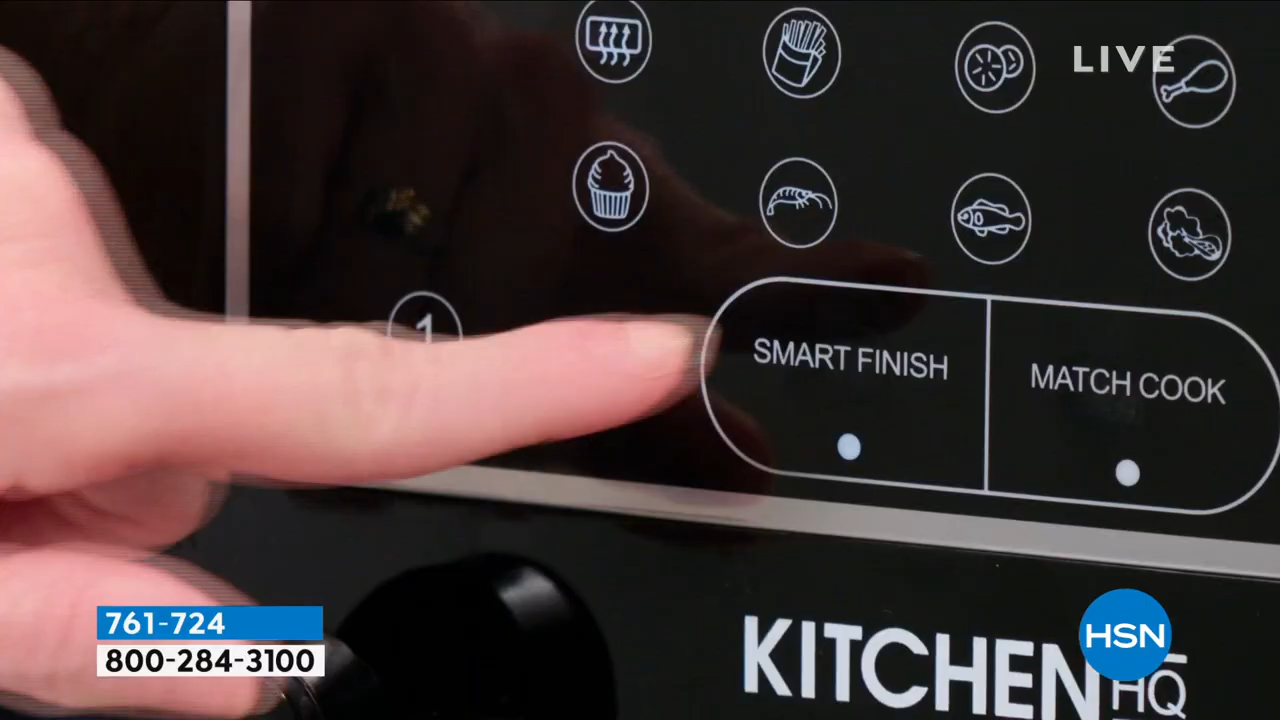 LIVE
1
SMART FINISH
MATCH COOK
KITCHEN
HQ
HSN
761-724
800-284-3100